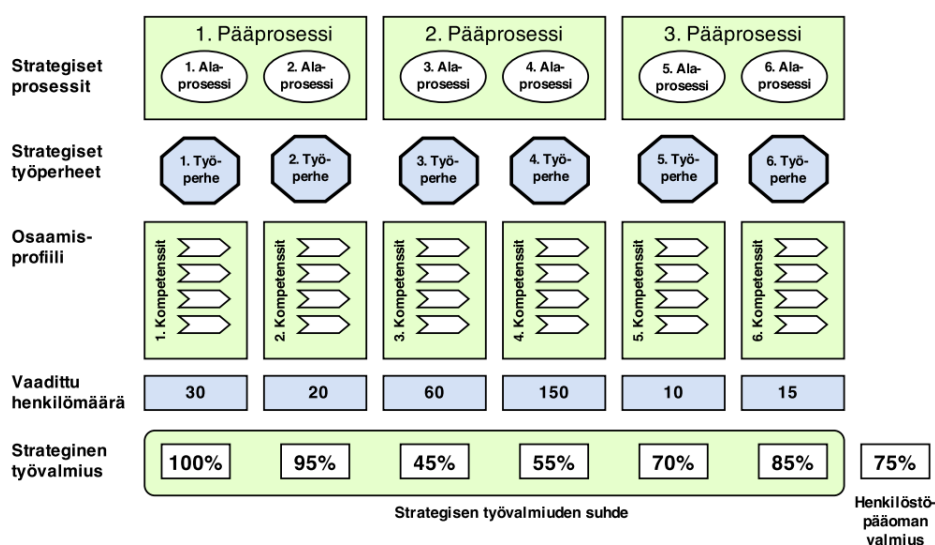 Strategiset
prosessit
1. Pääprosessi
1. Ala-
prosessi
2. Ala-
prosessi
2. Pääprosessi
3. Ala-
prosessi
4. Ala-
prosessi
3. Pääprosessi
5. Ala-
prosessi
6. Ala-
prosessi
Strategiset
työperheet
1. Työ-
perhe
2. Työ-
perhe
3. Työ-
perhe
4. Työ-
perhe
5. Työ-
perhe
6. Työ-
perhe
Osaamis-
profiili
1. Kompetenssit
2. Kompetenssit
3. Kompetenssit
4. Kompetenssit
5. Kompetenssit
6. Kompetenssit
Vaadittu
henkilömäärä
30
20
60
150
10
15
Strateginen
työvalmius
100%
95%
45%
55%
70%
85%
75%
Strategisen työvalmiuden suhde
Henkilöstö-
pääoman
valmius